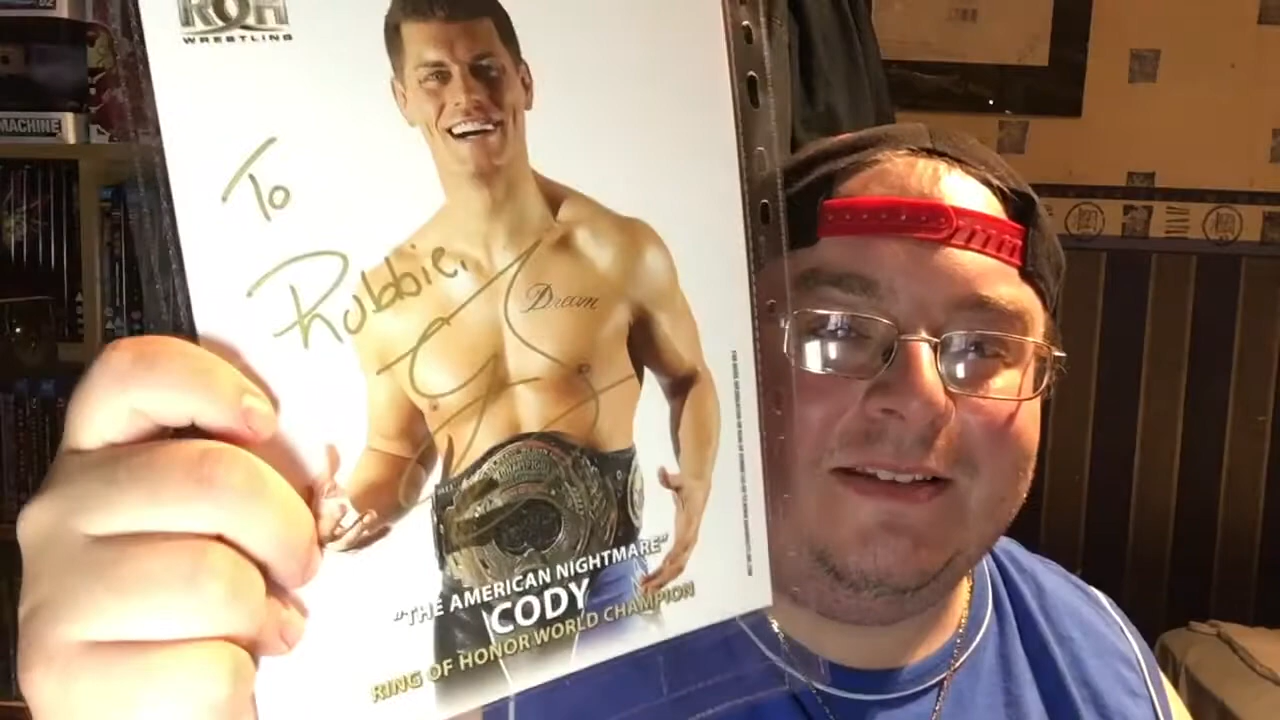 ROH
WRESTLING
MACHINE
To
Robbie,
Dream
"THE AMERICAN NIGHTMARE"
CODY
RING OF HONOR WORLD CHAMPION